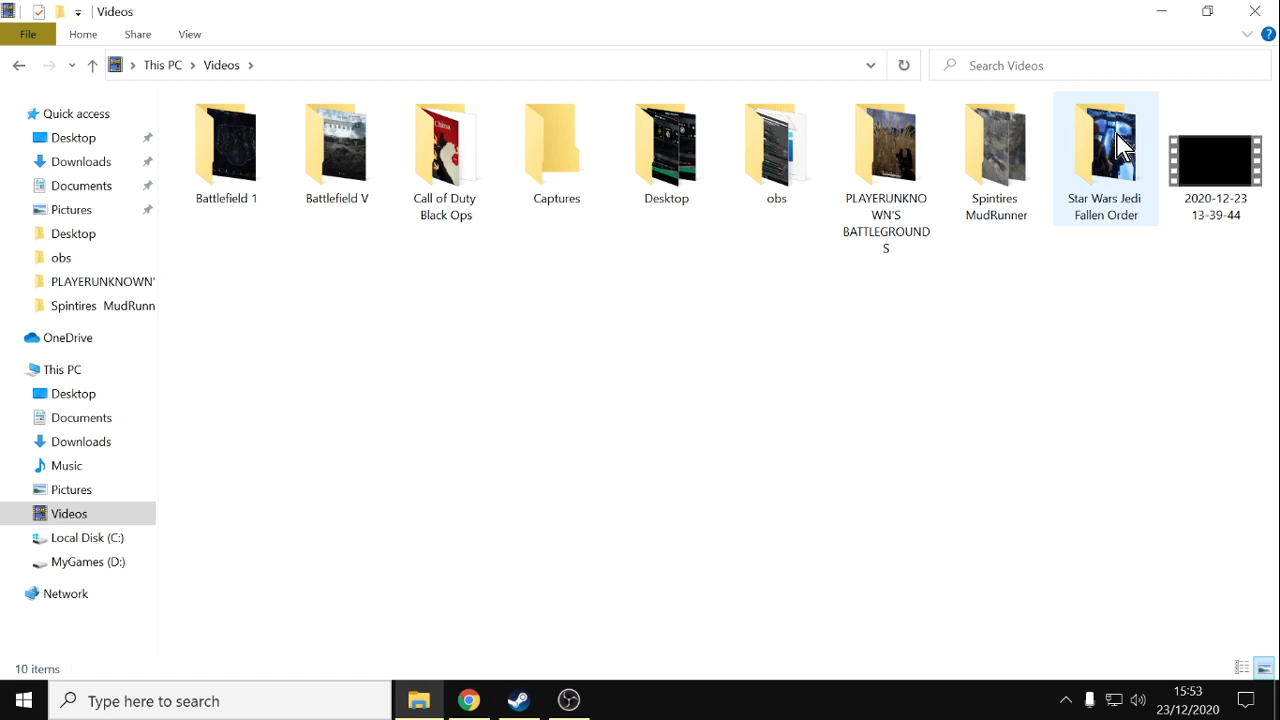 Videos
File
Home
Share
View
This PC
Videos
Search Videos
Quick access
Desktop
Downloads
Documents
Pictures
Desktop
obs
PLAYERUNKNOWN'
Spintires MudRunn
OneDrive
This PC
Desktop
Documents
Downloads
Music
Pictures
Videos
Local Disk (C:)
MyGames (D:)
Network
Battlefield 1
Battlefield V
Call of Duty
Black Ops
Captures
Desktop
obs
PLAYERUNKNO
WN'S
BATTLEGROUND
S
Spintires
MudRunner
Star Wars Jedi
Fallen Order
2020-12-23
13-39-44
10 items
Type here to search
15:53
23/12/2020